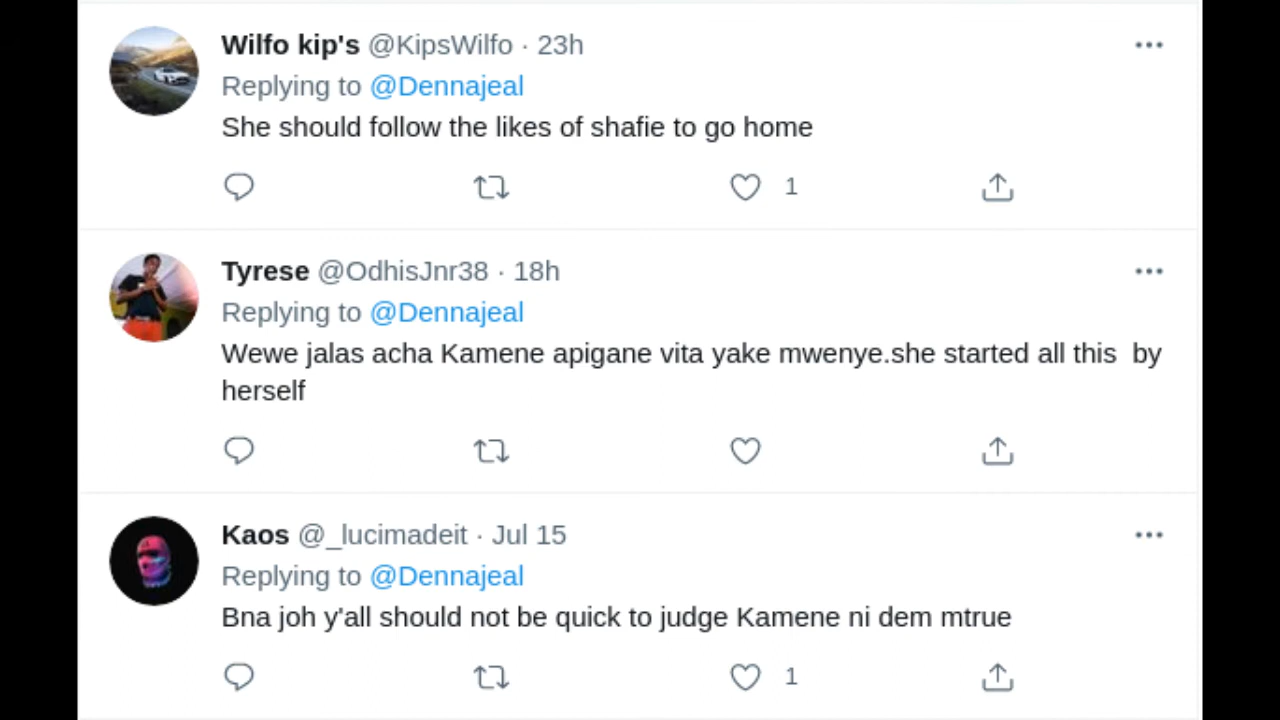 Wilfo kip's @KipsWilfo · 23h
Replying to @Dennajeal
She should follow the likes of shafie to go home
1
Tyrese @OdhisJnr38 · 18h
Replying to @Dennajeal
Wewe jalas acha Kamene apigane vita yake mwenye.she started all this  by
herself
Kaos @_lucimadeit · Jul 15
Replying to @Dennajeal
Bna joh y'all should not be quick to judge Kamene ni dem mtrue
1